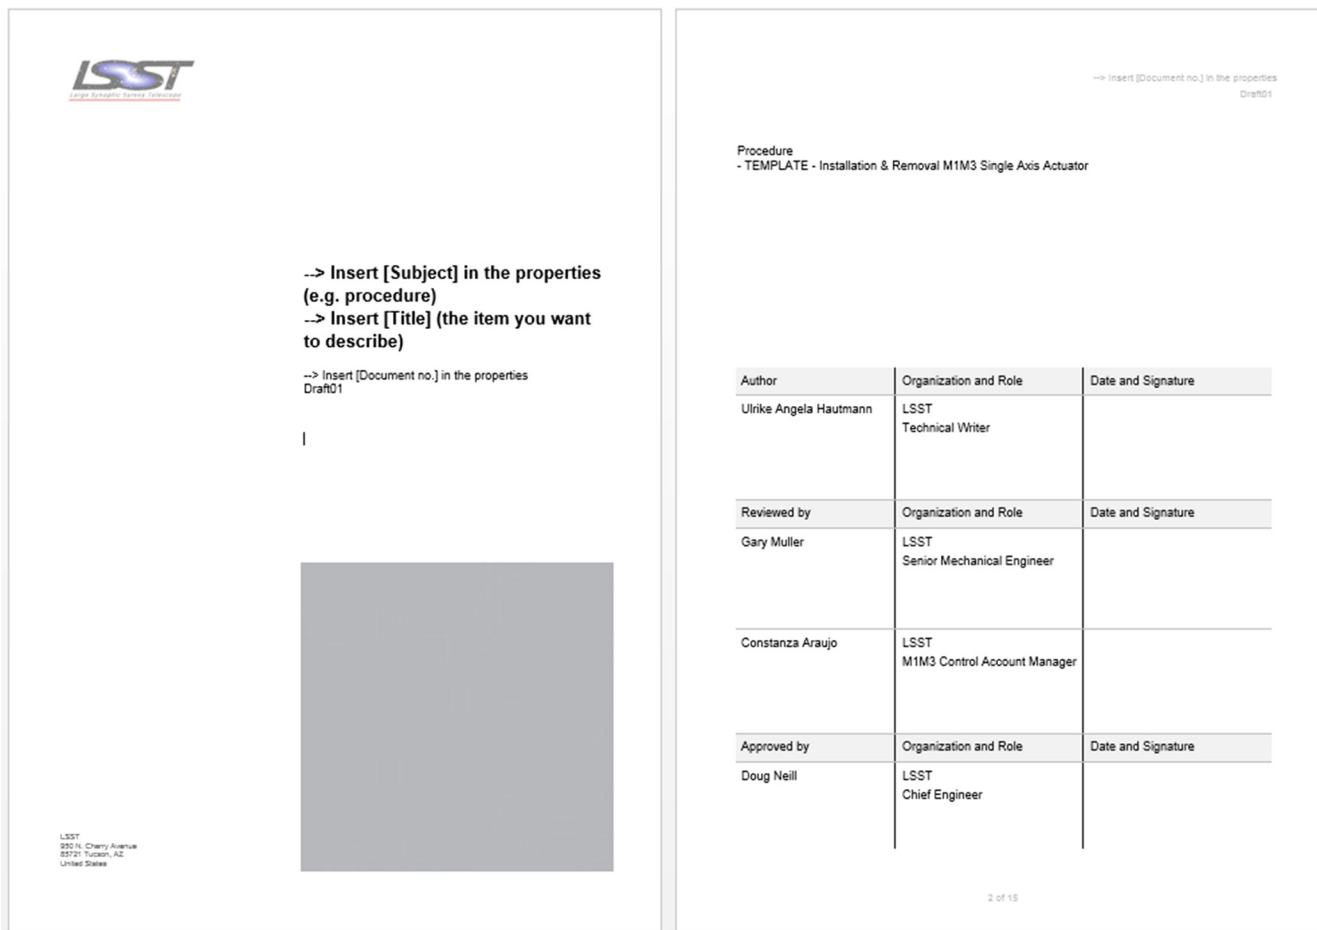 LSST
Large Synoptic Survey Telescope
--> Insert [Subject] in the properties
(e.g. procedure)
--> Insert [Title] (the item you want
to describe)
--> Insert [Document no.] in the properties
Draft01
LSST
950 N. Cherry Avenue
85721 Tucson, AZ
United States
--> Insert [Document no.] in the properties
Draft01
Procedure
- TEMPLATE - Installation & Removal M1M3 Single Axis Actuator
Author Organization and Role Date and Signature
Ulrike Angela Hautmann LSST
Technical Writer
Reviewed by Organization and Role Date and Signature
Gary Muller LSST
Senior Mechanical Engineer
Constanza Araujo LSST
M1M3 Control Account Manager
Approved by Organization and Role Date and Signature
Doug Neill LSST
Chief Engineer
2 of 15